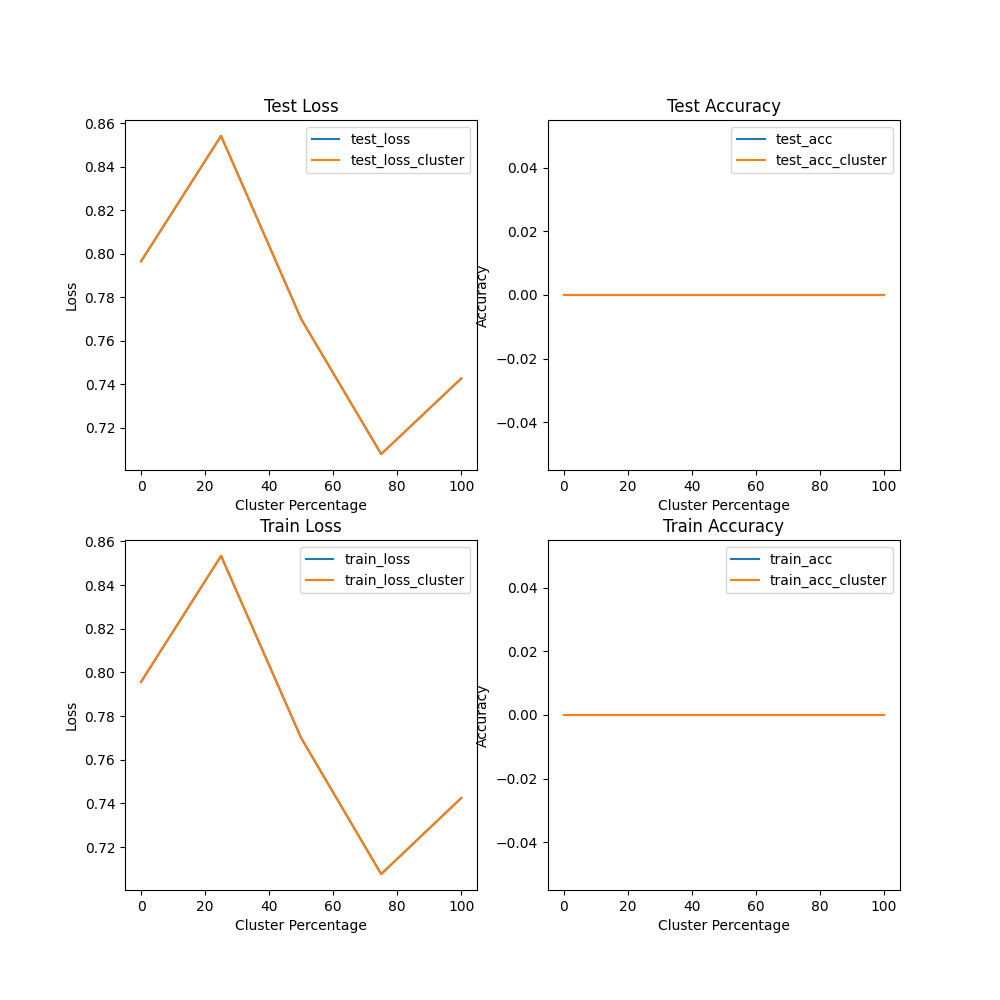 Test Loss
0.86
0.84
0.82
0.80
0.78
0.76
0.74
0.72
Loss
test_loss
test_loss_cluster
0 20 40 60 80 100
Cluster Percentage
Test Accuracy
0.04
0.02
0.00
−0.02
−0.04
Accuracy
test_acc
test_acc_cluster
0 20 40 60 80 100
Cluster Percentage
Train Loss
0.86
0.84
0.82
0.80
0.78
0.76
0.74
0.72
Loss
train_loss
train_loss_cluster
0 20 40 60 80 100
Cluster Percentage
Train Accuracy
0.04
0.02
0.00
−0.02
−0.04
Accuracy
train_acc
train_acc_cluster
0 20 40 60 80 100
Cluster Percentage